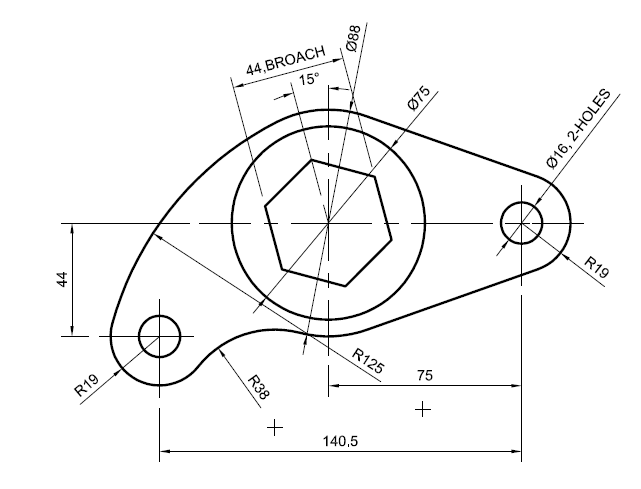 Ø88
44,BROACH
15°
Ø75
Ø16, 2-HOLES
R19
44
R125
R19
R38
75
140,5